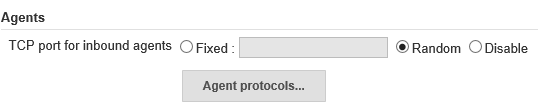 Agents
TCP port for inbound agents Fixed : Random Disable
Agent protocols...